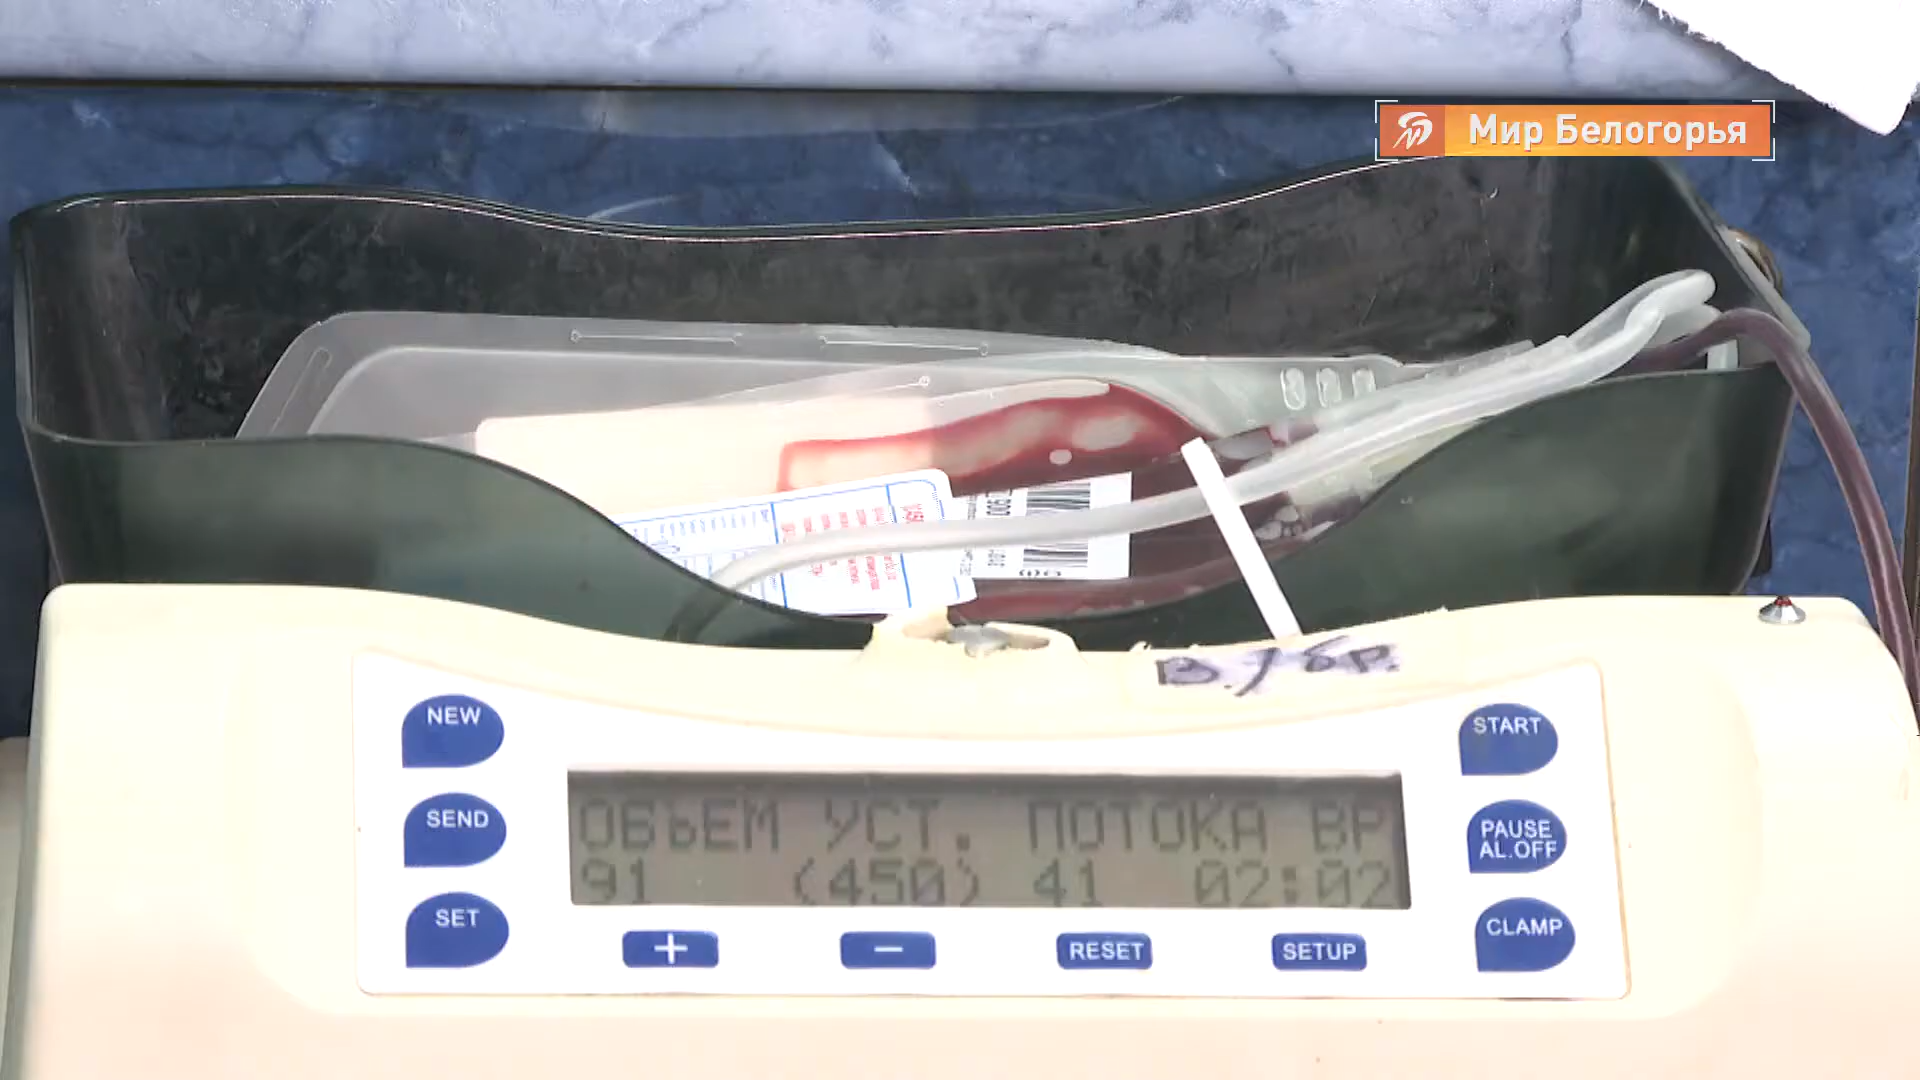 Мир Белогорья
В. / бр.
NEW
START
SEND
PAUSE
AL.OFF
SET
CLAMP
ОБЪЕМ УСТ. ПОТОКА ВР
91 (450) 41 02:02
+ − RESET SETUP